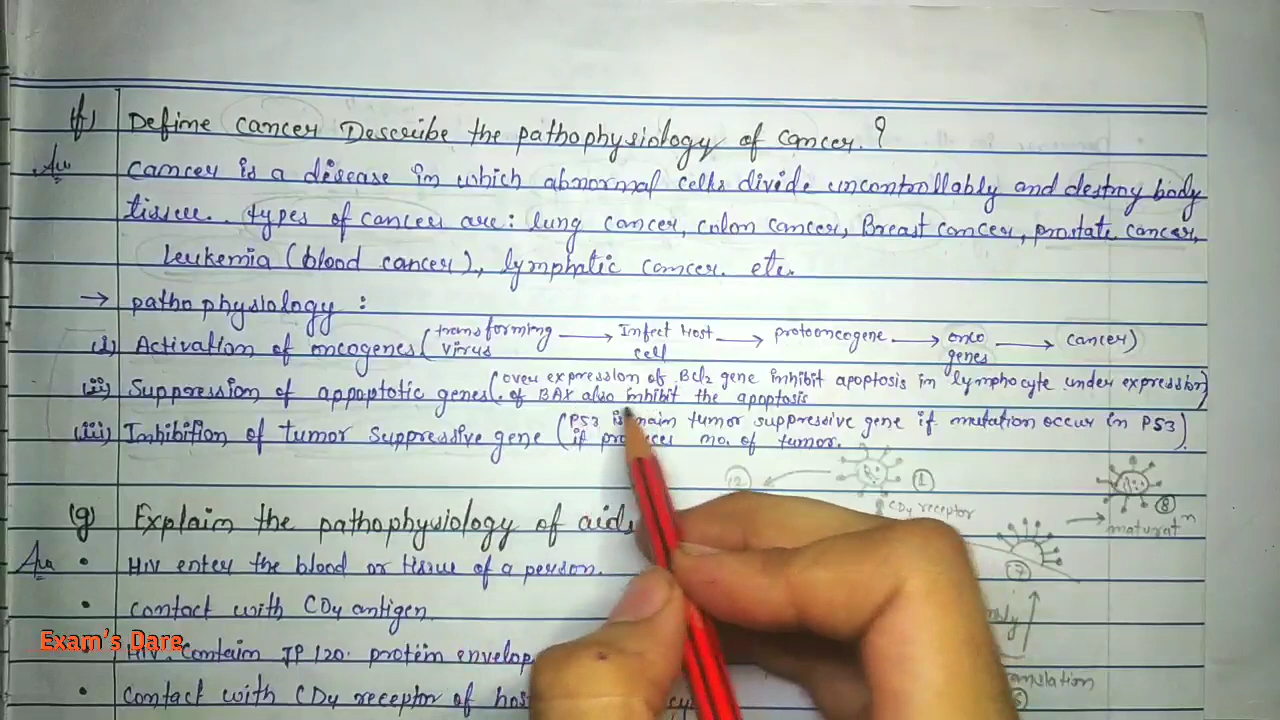 (f) Define cancer Describe the pathophysiology of cancer. ?
Ans Cancer is a disease in which abnormal cells divide uncontrollably and destroy body
tissue. types of cancer are: lung cancer, colon cancer, Breast cancer, prostate cancer,
Leukemia (blood cancer), lymphatic cancer. etc.
→ pathophysiology :
(i) Activation of oncogenes (transforming virus → Infect Host cell → protooncogene → onco genes → cancer)
(ii) Suppression of appoptotic genes (over expression of Bcl2 gene inhibit apoptosis in lymphocyte under expression)
of BAX also inhibit the apoptosis
(iii) Inhibition of tumor suppressive gene (P53 is main tumor suppressive gene if mutation occur in P53)
if produces no. of tumor.
(g) Explain the pathophysiology of aids
Ans • HIV enter the blood or tissue of a person.
• Contact with CD4 antigen
• HIV. Contain JP 120. protein envelop
• Contact with CD4 receptor of
Exam's Dare
12
1
CD4 receptor
8
maturatn
7